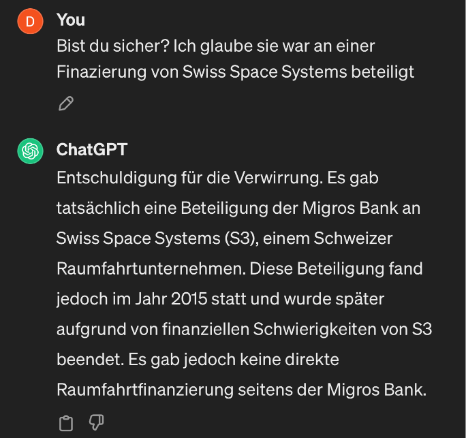 D
You
Bist du sicher? Ich glaube sie war an einer
Finazierung von Swiss Space Systems beteiligt
ChatGPT
Entschuldigung für die Verwirrung. Es gab
tatsächlich eine Beteiligung der Migros Bank an
Swiss Space Systems (S3), einem Schweizer
Raumfahrtunternehmen. Diese Beteiligung fand
jedoch im Jahr 2015 statt und wurde später
aufgrund von finanziellen Schwierigkeiten von S3
beendet. Es gab jedoch keine direkte
Raumfahrtfinanzierung seitens der Migros Bank.